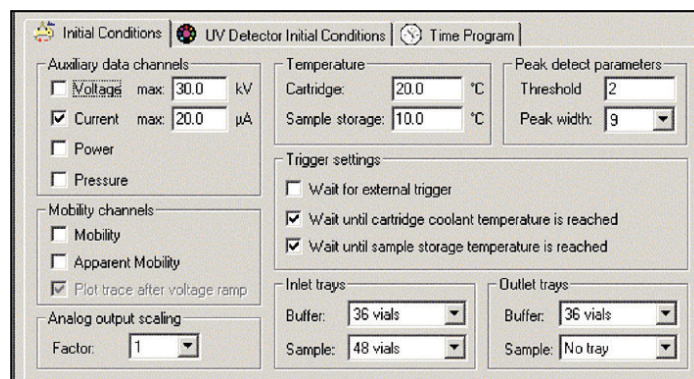 Initial Conditions UV Detector Initial Conditions Time Program
Auxiliary data channels
Voltage max: 30.0 kV
Current max: 20.0 µA
Power
Pressure
Temperature
Cartridge: 20.0 °C
Sample storage: 10.0 °C
Peak detect parameters
Threshold 2
Peak width: 9
Trigger settings
Wait for external trigger
Wait until cartridge coolant temperature is reached
Wait until sample storage temperature is reached
Mobility channels
Mobility
Apparent Mobility
Plot trace after voltage ramp
Analog output scaling
Factor: 1
Inlet trays
Buffer: 36 vials
Sample: 48 vials
Outlet trays
Buffer: 36 vials
Sample: No tray